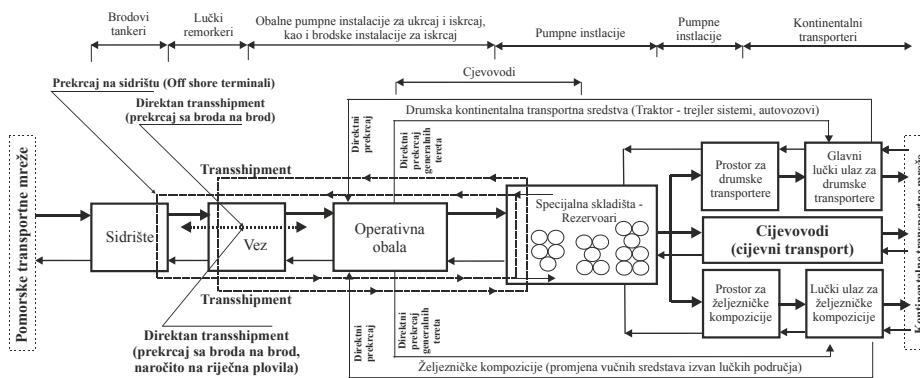 Brodovi
tankeri
Lučki
remorkeri
Obalne pumpne instalacije za ukrcaj i iskrcaj,
kao i brodske instalacije za iskrcaj
Pumpne instlacije
Pumpne
instlacije
Kontinentalni
transporteri
Cjevovodi
Prekrcaj na sidrištu (Off shore terminali)
Direktan transshipment
(prekrcaj sa broda na brod)
Drumska kontinentalna transportna sredstva (Traktor - trejler sistemi, autovozovi)
Direktni
prekrcaj
Direktni
prekrcaj
generalnih
tereta
Transshipment
Pomorske transportne mreže
Sidrište
Vez
Operativna
obala
Specijalna skladišta -
Rezervoari
Prostor za
drumske
transportere
Glavni
lučki ulaz za
drumske
transportere
Cijevovodi
(cijevni transport)
Prostor za
željezničke
kompozicije
Lučki ulaz za
željezničke
kompozicije
Transshipment
Direktan transshipment
(prekrcaj sa broda na brod,
naročito na riječna plovila)
Direktni
prekrcaj
Direktni
prekrcaj
generalnih
tereta
Željezničke kompozicije (promjena vučnih sredstava izvan lučkih područja)